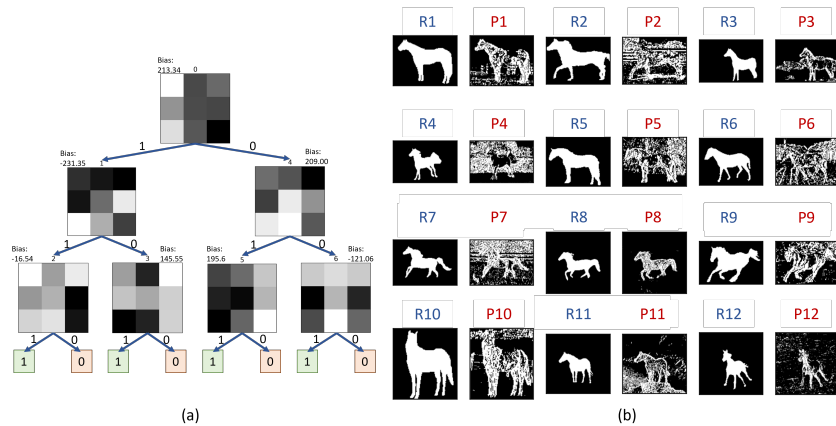 Bias:
213.34 0
1 0
Bias:
-231.35 1
4 Bias:
209.00
1 0
1 0
Bias:
-16.54 2
3 Bias:
145.55
Bias:
195.6 5
6 Bias:
-121.06
1 0 1 0 1 0 1 0
1 0 1 0 1 0 1 0
(a)
R1 P1 R2 P2 R3 P3
R4 P4 R5 P5 R6 P6
R7 P7 R8 P8 R9 P9
R10 P10 R11 P11 R12 P12
(b)